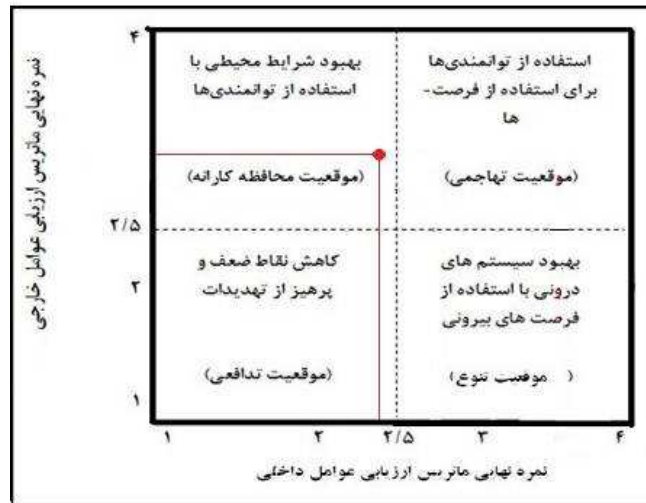 نمره نهایی ماتریس ارزیابی عوامل خارجی
۴
۲/۵
۲
۱
استفاده از توانمندی‌ها
برای استفاده از فرصت-
ها
(موقعیت تهاجمی)
بهبود شرایط محیطی با
استفاده از توانمندی‌ها
(موقعیت محافظه کارانه)
بهبود سیستم های
درونی با استفاده از
فرصت های بیرونی
( موقعیت تنوع)
کاهش نقاط ضعف و
پرهیز از تهدیدات
(موقعیت تدافعی)
۱ ۲ ۲/۵ ۳ ۴
نمره نهایی ماتریس ارزیابی عوامل داخلی